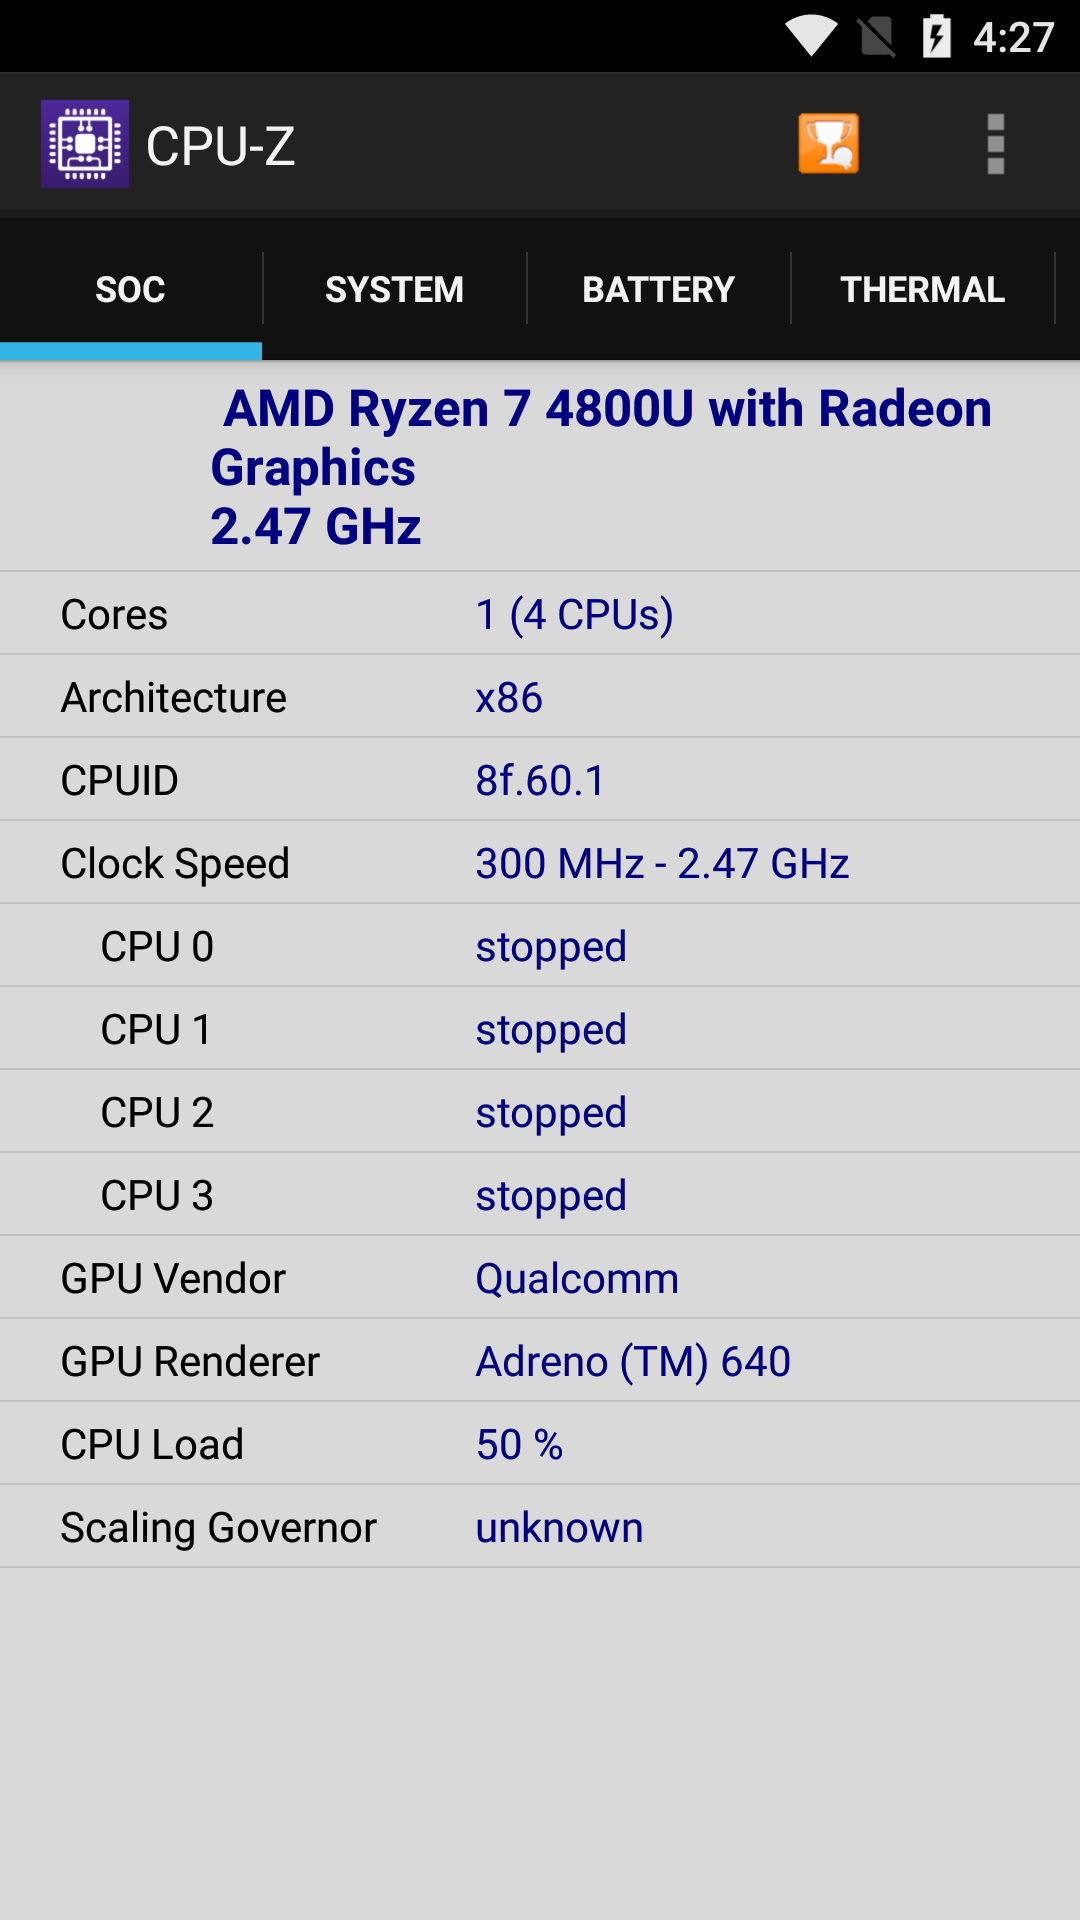 4:27
CPU-Z
SOC SYSTEM BATTERY THERMAL
AMD Ryzen 7 4800U with Radeon
Graphics
2.47 GHz
Cores 1 (4 CPUs)
Architecture x86
CPUID 8f.60.1
Clock Speed 300 MHz - 2.47 GHz
CPU 0 stopped
CPU 1 stopped
CPU 2 stopped
CPU 3 stopped
GPU Vendor Qualcomm
GPU Renderer Adreno (TM) 640
CPU Load 50 %
Scaling Governor unknown